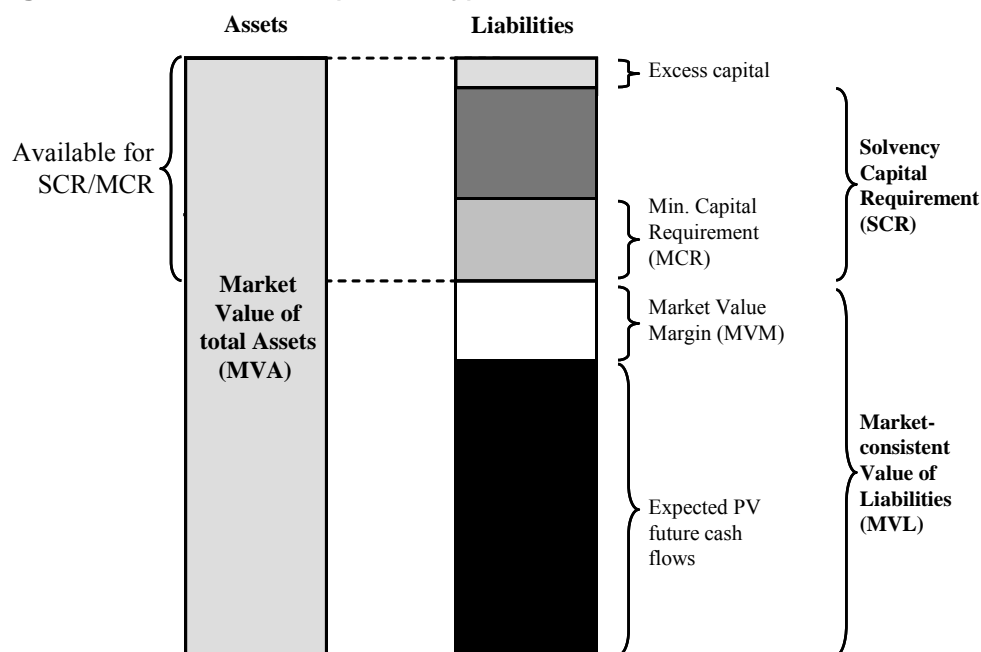 Assets
Liabilities
Excess capital
Available for
SCR/MCR
Solvency
Capital
Requirement
(SCR)
Min. Capital
Requirement
(MCR)
Market
Value of
total Assets
(MVA)
Market Value
Margin (MVM)
Market-
consistent
Value of
Liabilities
(MVL)
Expected PV
future cash
flows